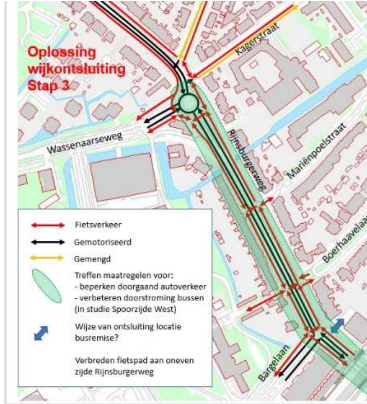 Oplossing
wijkontsluiting
Stap 3
Kagerstraat
Wassenaarseweg
Rijnsburgerweg
Mariënpoelstraat
Boerhaavelaan
Bargelaan
Fietsverkeer
Gemotoriseerd
Gemengd
Treffen maatregelen voor:
- beperken doorgaand autoverkeer
- verbeteren doorstroming bussen
(in studie Spoorzijde West)
Wijze van ontsluiting locatie
busremise?
Verbreden fietspad aan oneven
zijde Rijnsburgerweg